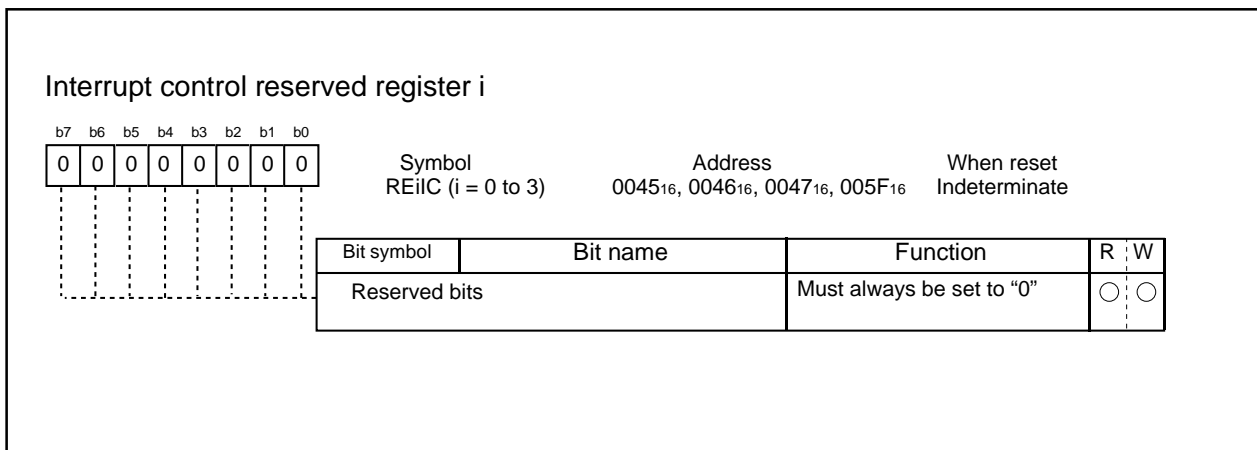 Interrupt control reserved register i
b7 b6 b5 b4 b3 b2 b1 b0
0 0 0 0 0 0 0 0
Symbol Address When reset
REiIC (i = 0 to 3) 004516, 004616, 004716, 005F16 Indeterminate
Bit symbol Bit name Function R W
Reserved bits Must always be set to “0” ○ ○